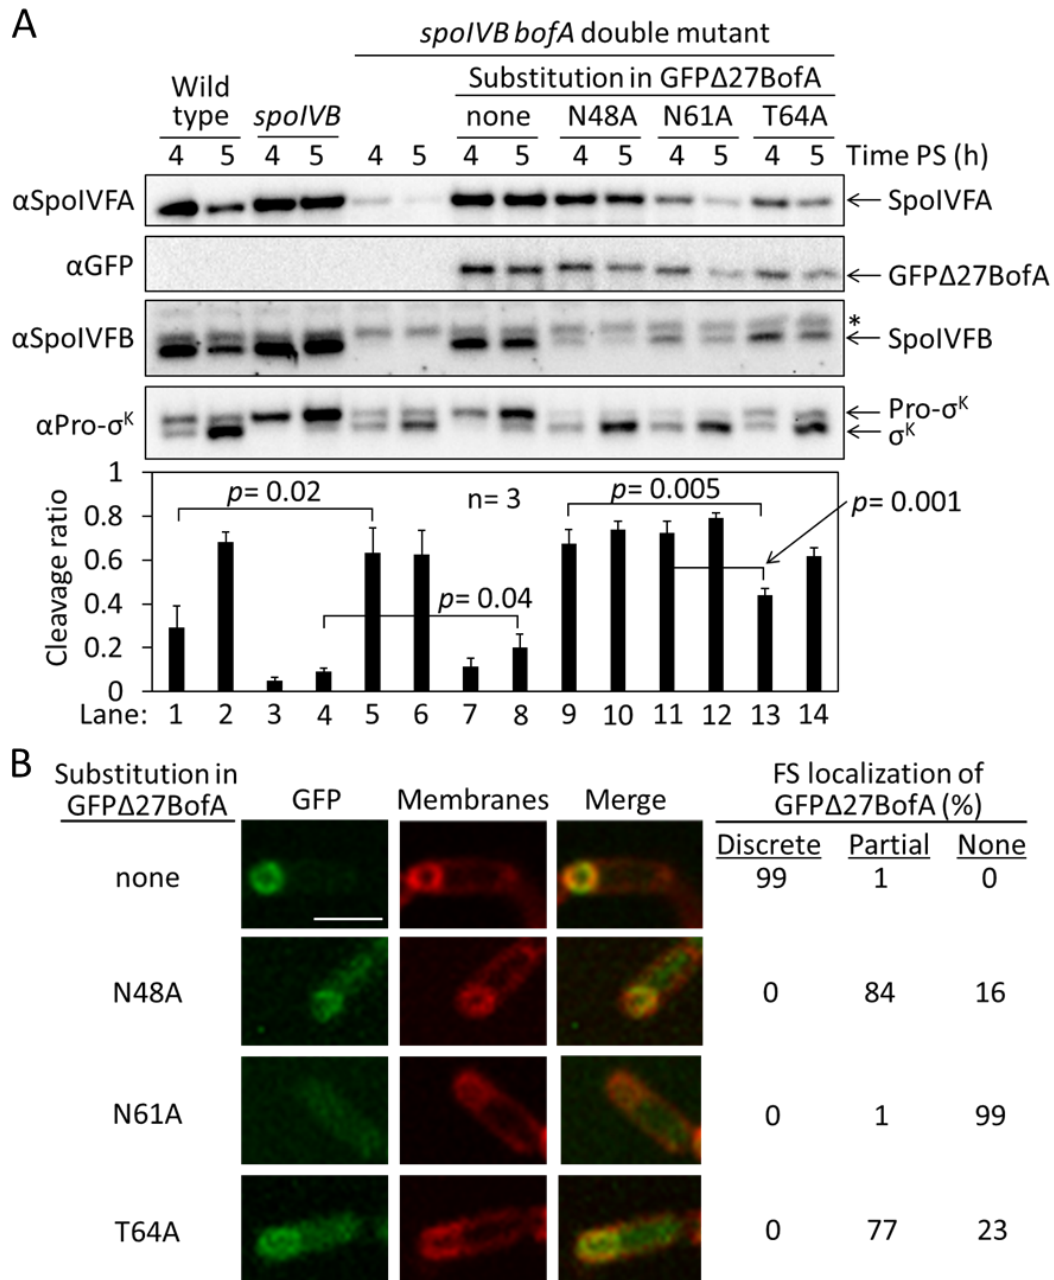 A
spoIVB bofA double mutant
Substitution in GFPΔ27BofA
Wild type spoIVB none N48A N61A T64A
4 5 4 5 4 5 4 5 4 5 4 5 4 5 Time PS (h)
αSpoIVFA SpoIVFA
αGFP GFPΔ27BofA
*
αSpoIVFB SpoIVFB
αPro-σᴷ Pro-σᴷ
σᴷ
1
p= 0.02 n= 3 p= 0.005 p= 0.001
0.8
0.6
p= 0.04
0.4
0.2
0
Cleavage ratio
Lane: 1 2 3 4 5 6 7 8 9 10 11 12 13 14
B
Substitution in
GFPΔ27BofA
GFP Membranes Merge
FS localization of
GFPΔ27BofA (%)
Discrete Partial None
none 99 1 0
N48A 0 84 16
N61A 0 1 99
T64A 0 77 23